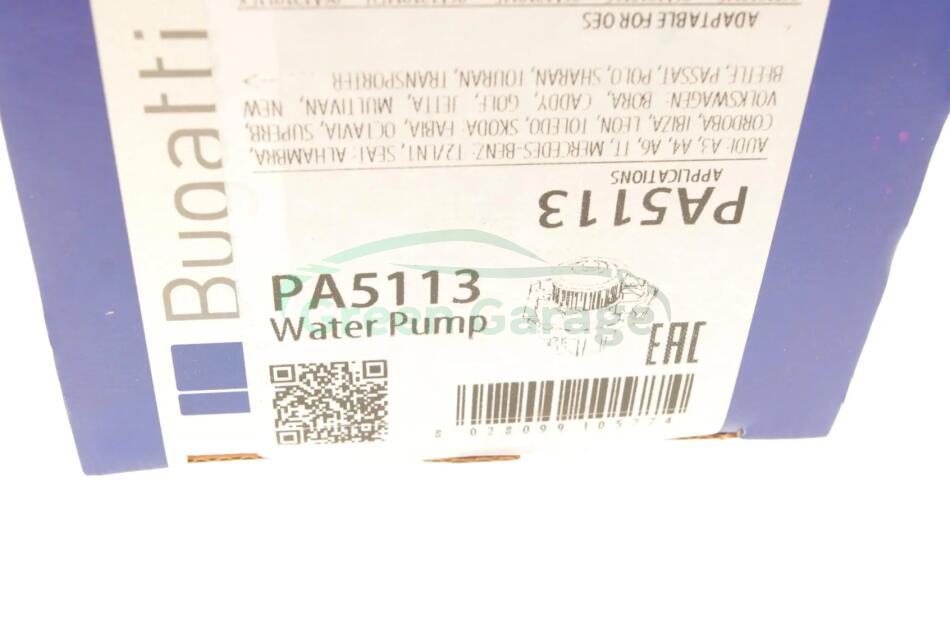 ADAPTABLE FOR OES
BEETLE, PASSAT, POLO, SHARAN, TOURAN, TRANSPORTER
VOLKSWAGEN: BORA, CADDY, GOLF, JETTA, MULTIVAN, NEW
CORDOBA, IBIZA, LEON, TOLEDO, SKODA: FABIA, OCTAVIA, SUPERB,
AUDI: A3, A4, A6, TT, MERCEDES-BENZ: T2/LN1, SEAT: ALHAMBRA,
APPLICATIONS
PA5113
Bugatti
PA5113
Water Pump
Green Garage
EAC
8 028099 105274